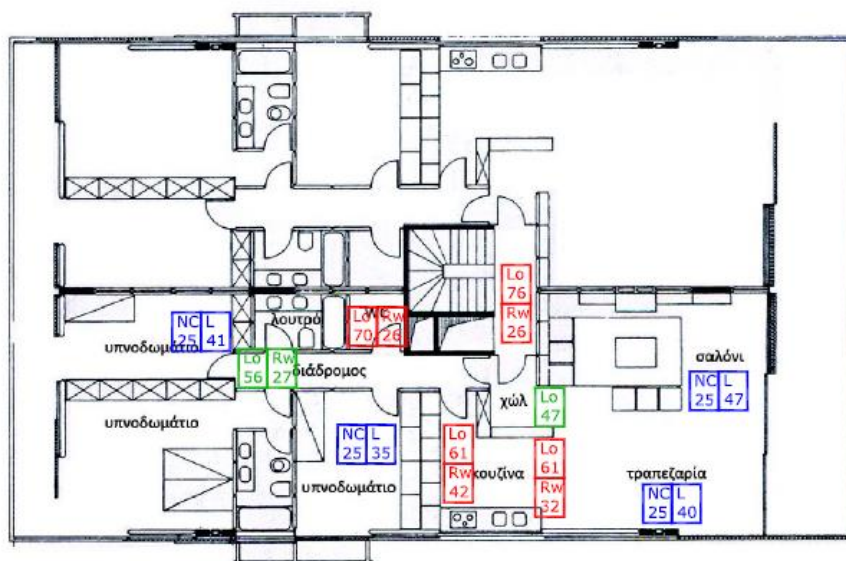 Lo
76
Rw
26
NC L
25 41
λουτρό
WC
Lo Rw
70 26
υπνοδωμάτιο
Lo Rw
56 27
διάδρομος
σαλόνι
NC L
25 47
υπνοδωμάτιο
χώλ
Lo
47
NC L
25 35
Lo
61
Rw
42
κουζίνα
Lo
61
Rw
32
υπνοδωμάτιο
τραπεζαρία
NC L
25 40